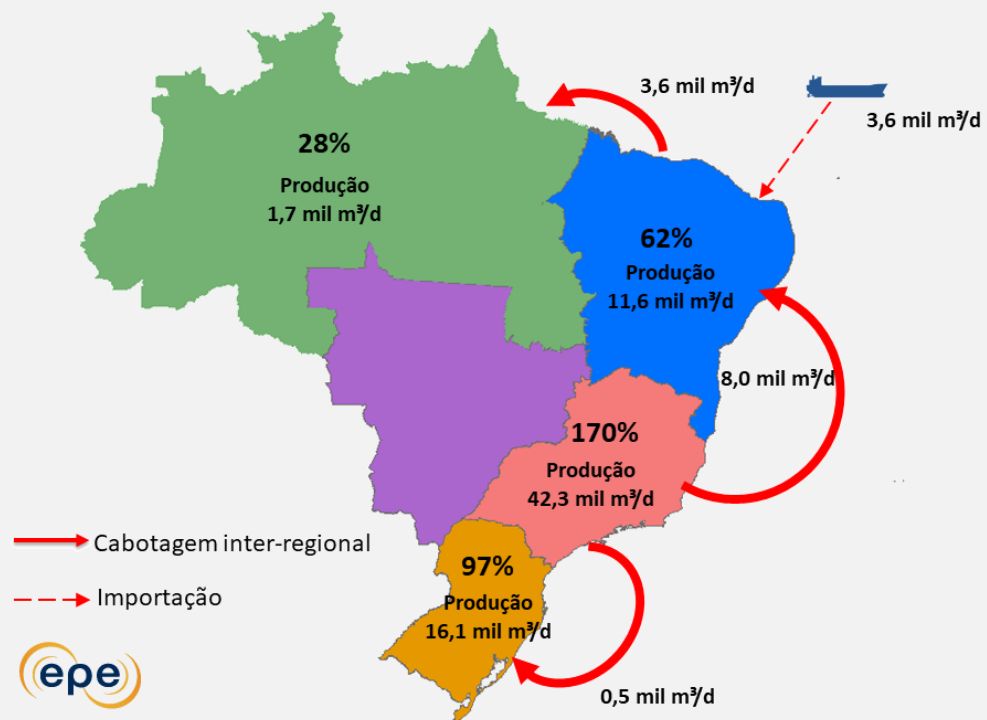 3,6 mil m³/d
3,6 mil m³/d
28%
Produção
1,7 mil m³/d
62%
Produção
11,6 mil m³/d
8,0 mil m³/d
170%
Produção
42,3 mil m³/d
Cabotagem inter-regional
Importação
97%
Produção
16,1 mil m³/d
0,5 mil m³/d
epe